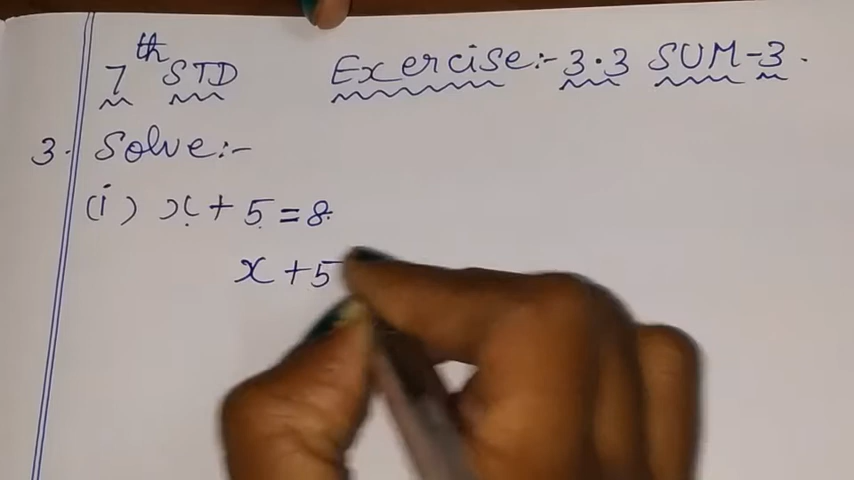 7th STD Exercise:- 3.3 SUM-3.
3. Solve:-
(i) x + 5 = 8
x + 5